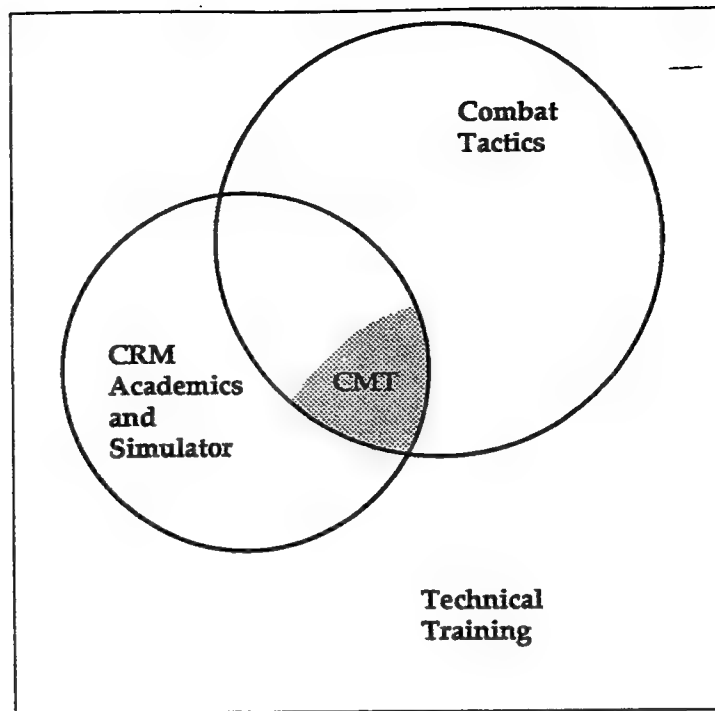 Combat
Tactics
CRM
Academics
and
Simulator
CMT
Technical
Training